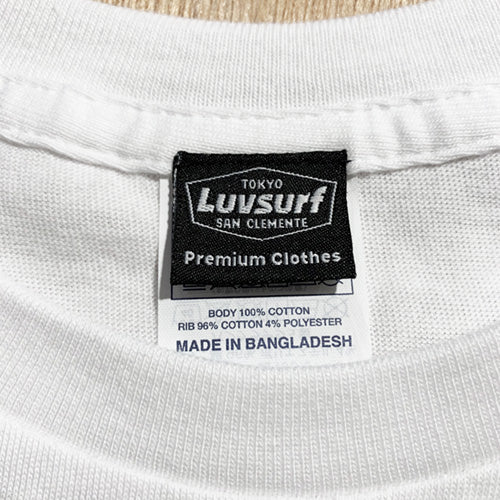 TOKYO
Luvsurf
SAN CLEMENTE
Premium Clothes
BODY 100% COTTON
RIB 96% COTTON 4% POLYESTER
MADE IN BANGLADESH